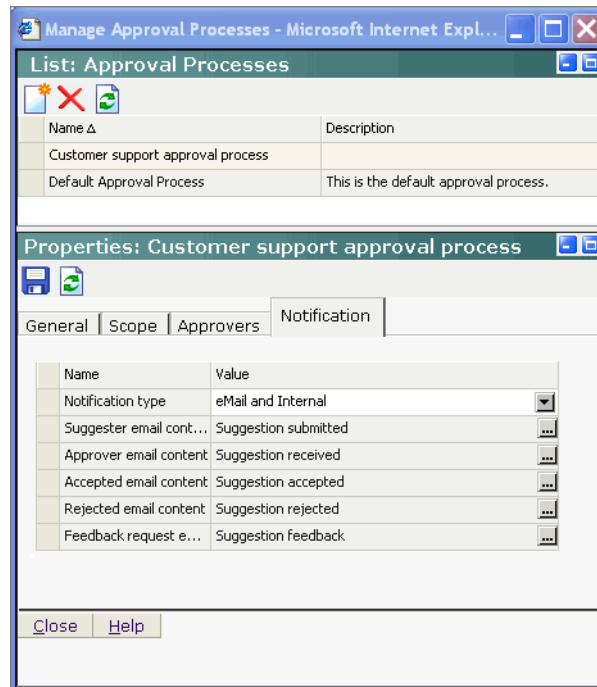 Manage Approval Processes - Microsoft Internet Expl...
List: Approval Processes
Name Description
Customer support approval process
Default Approval Process This is the default approval process.
Properties: Customer support approval process
General Scope Approvers Notification
Name Value
Notification type eMail and Internal
Suggester email cont... Suggestion submitted
Approver email content Suggestion received
Accepted email content Suggestion accepted
Rejected email content Suggestion rejected
Feedback request e... Suggestion feedback
Close Help